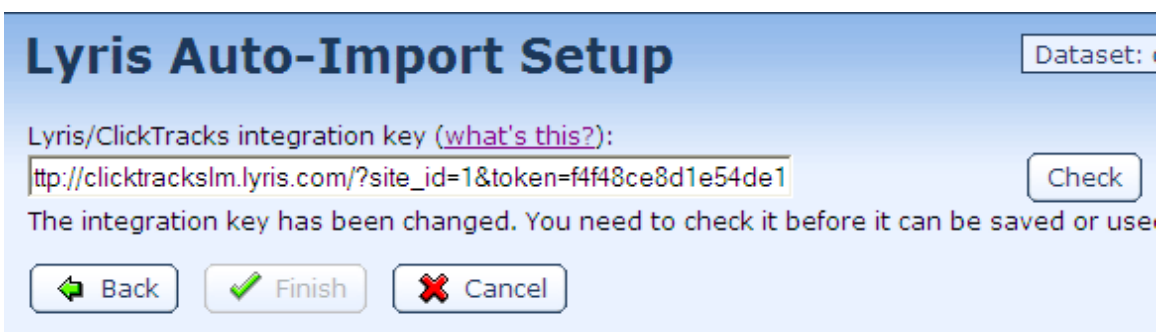 Lyris Auto-Import Setup
Dataset:
Lyris/ClickTracks integration key (what's this?):
ttp://clicktrackslm.lyris.com/?site_id=1&token=f4f48ce8d1e54de1
Check
The integration key has been changed. You need to check it before it can be saved or used
Back
Finish
Cancel